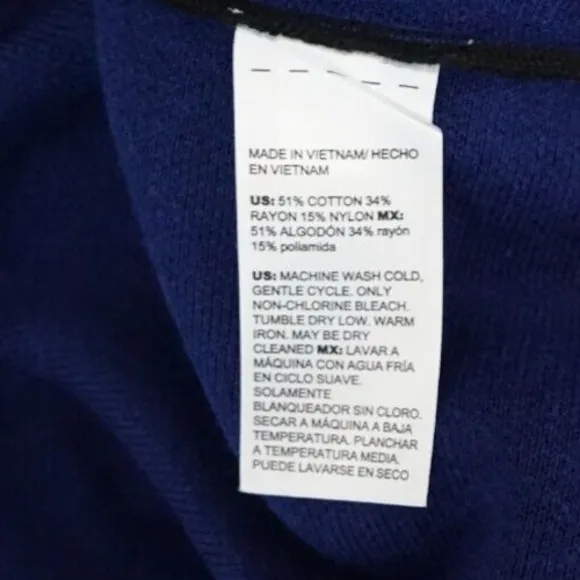 MADE IN VIETNAM/ HECHO
EN VIETNAM
US: 51% COTTON 34%
RAYON 15% NYLON MX:
51% ALGODÓN 34% rayón
15% poliamida
US: MACHINE WASH COLD,
GENTLE CYCLE. ONLY
NON-CHLORINE BLEACH.
TUMBLE DRY LOW. WARM
IRON. MAY BE DRY
CLEANED MX: LAVAR A
MÁQUINA CON AGUA FRÍA
EN CICLO SUAVE.
SOLAMENTE
BLANQUEADOR SIN CLORO.
SECAR A MÁQUINA A BAJA
TEMPERATURA. PLANCHAR
A TEMPERATURA MEDIA.
PUEDE LAVARSE EN SECO